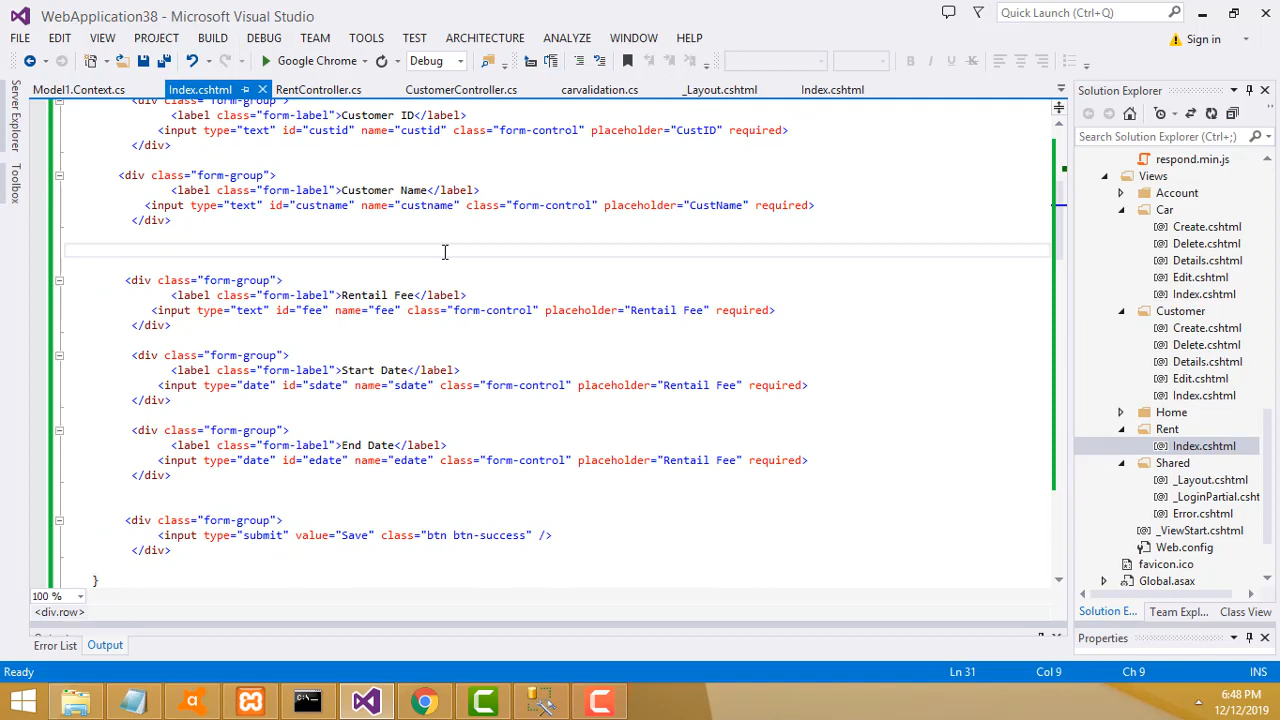 WebApplication38 - Microsoft Visual Studio
Quick Launch (Ctrl+Q)
FILE EDIT VIEW PROJECT BUILD DEBUG TEAM TOOLS TEST ARCHITECTURE ANALYZE WINDOW HELP
Sign in
Google Chrome
Debug
Model1.Context.cs
Index.cshtml
RentController.cs
CustomerController.cs
carvalidation.cs
_Layout.cshtml
Index.cshtml
Server Explorer
Toolbox
<div class="form-group">
<label class="form-label">Customer ID</label>
<input type="text" id="custid" name="custid" class="form-control" placeholder="CustID" required>
</div>
<div class="form-group">
<label class="form-label">Customer Name</label>
<input type="text" id="custname" name="custname" class="form-control" placeholder="CustName" required>
</div>
<div class="form-group">
<label class="form-label">Rentail Fee</label>
<input type="text" id="fee" name="fee" class="form-control" placeholder="Rentail Fee" required>
</div>
<div class="form-group">
<label class="form-label">Start Date</label>
<input type="date" id="sdate" name="sdate" class="form-control" placeholder="Rentail Fee" required>
</div>
<div class="form-group">
<label class="form-label">End Date</label>
<input type="date" id="edate" name="edate" class="form-control" placeholder="Rentail Fee" required>
</div>
<div class="form-group">
<input type="submit" value="Save" class="btn btn-success" />
</div>
}
100 %
<div.row>
Error List
Output
Solution Explorer
Search Solution Explorer (Ctrl+;)
respond.min.js
Views
Account
Car
Create.cshtml
Delete.cshtml
Details.cshtml
Edit.cshtml
Index.cshtml
Customer
Create.cshtml
Delete.cshtml
Details.cshtml
Edit.cshtml
Index.cshtml
Home
Rent
Index.cshtml
Shared
_Layout.cshtml
_LoginPartial.csht
Error.cshtml
_ViewStart.cshtml
Web.config
favicon.ico
Global.asax
Solution E... Team Expl... Class View
Properties
Ready
Ln 31
Col 9
Ch 9
INS
6:48 PM
12/12/2019